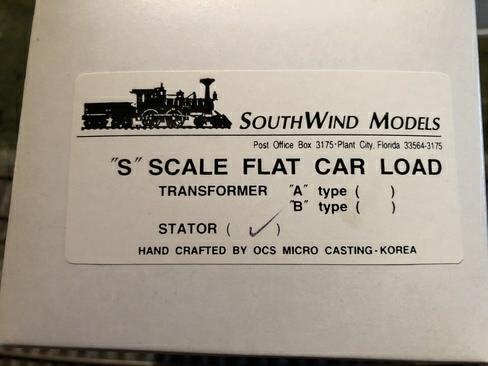 SOUTHWIND MODELS
Post Office Box 3175·Plant City, Florida 33564-3175
"S" SCALE FLAT CAR LOAD
TRANSFORMER "A" type ( )
"B" type ( )
STATOR ( ✓ )
HAND CRAFTED BY OCS MICRO CASTING-KOREA